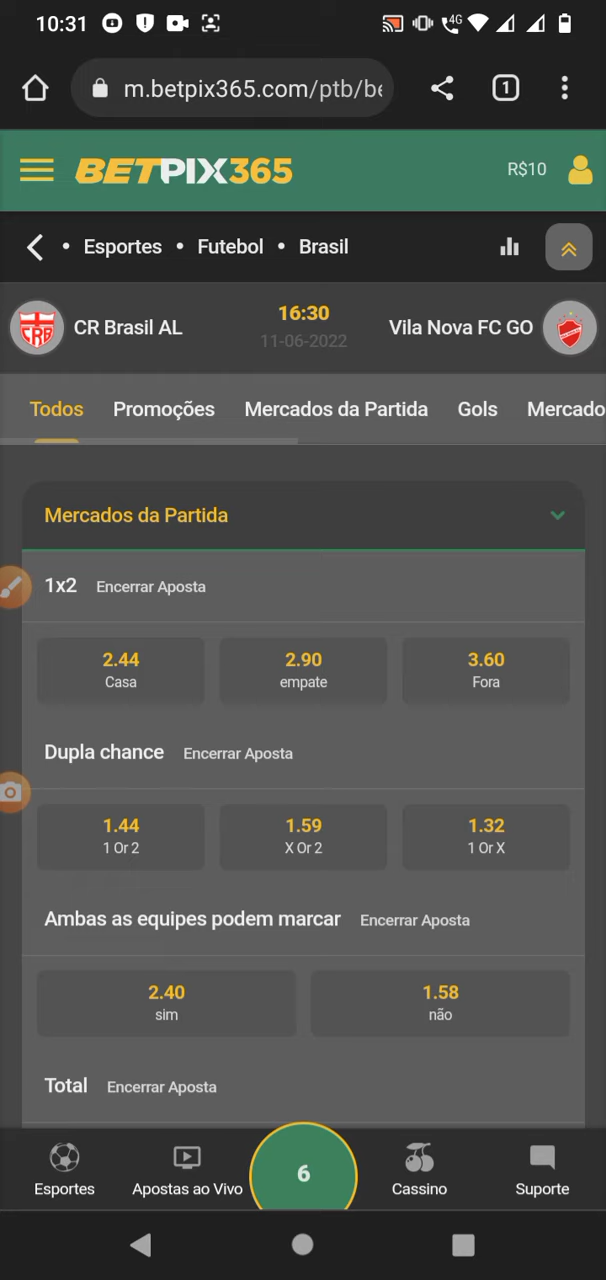 10:31 4G
m.betpix365.com/ptb/be 1
BETPIX365 R$10
• Esportes • Futebol • Brasil
CRB CR Brasil AL 16:30 Vila Nova FC GO
11-06-2022
Todos Promoções Mercados da Partida Gols Mercado
Mercados da Partida
1x2 Encerrar Aposta
2.44 2.90 3.60
Casa empate Fora
Dupla chance Encerrar Aposta
1.44 1.59 1.32
1 Or 2 X Or 2 1 Or X
Ambas as equipes podem marcar Encerrar Aposta
2.40 1.58
sim não
Total Encerrar Aposta
6
Esportes Apostas ao Vivo Cassino Suporte